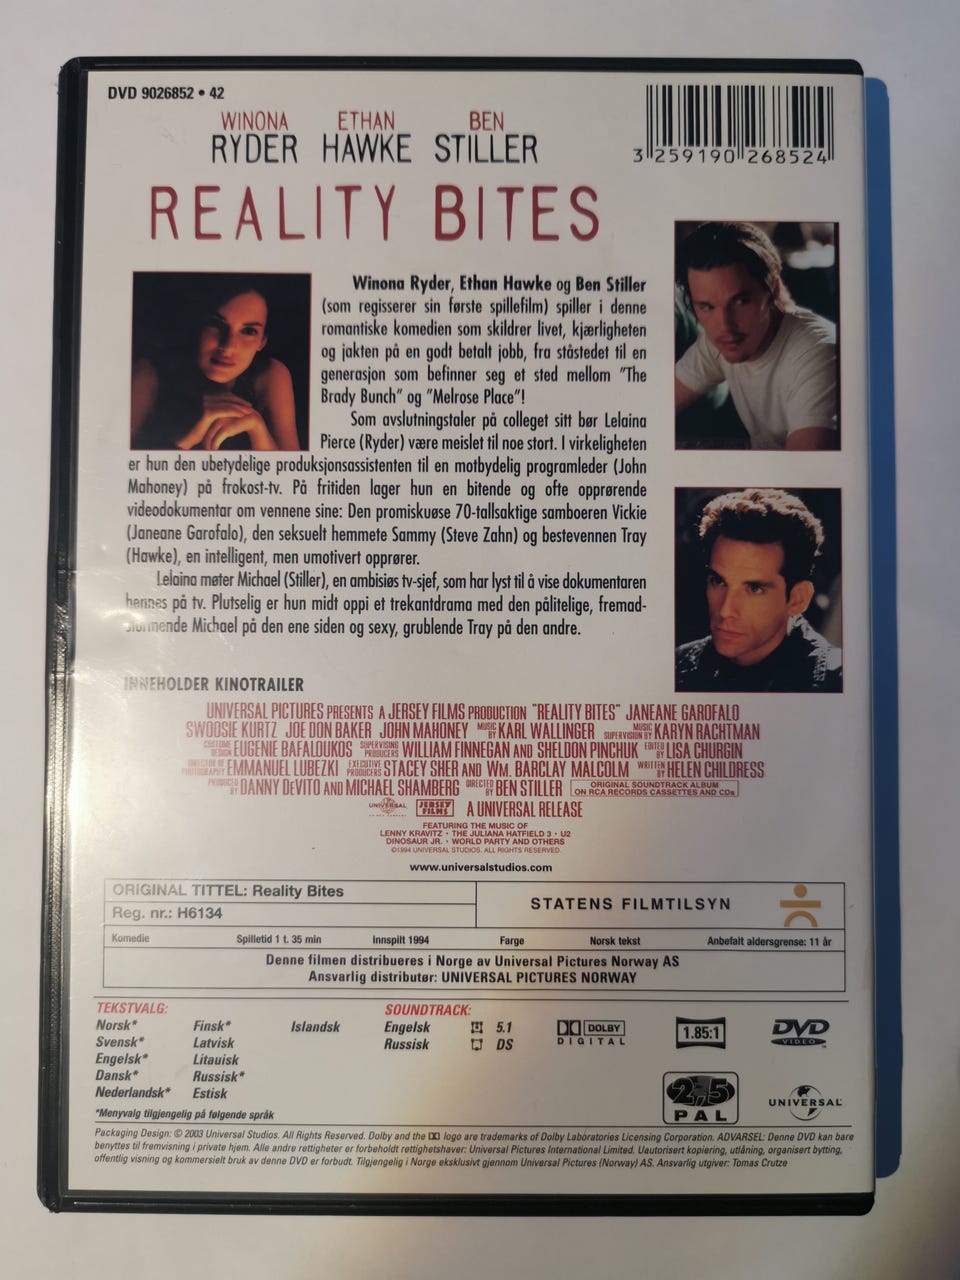 DVD 9026852 • 42
WINONA RYDER
ETHAN HAWKE
BEN STILLER
3 259190 268524
REALITY BITES
Winona Ryder, Ethan Hawke og Ben Stiller
(som regisserer sin første spillefilm) spiller i denne
romantiske komedien som skildrer livet, kjærligheten
og jakten på en godt betalt jobb, fra ståstedet til en
generasjon som befinner seg et sted mellom "The
Brady Bunch" og "Melrose Place"!
Som avslutningstaler på colleget sitt bør Lelaina
Pierce (Ryder) være meislet til noe stort. I virkeligheten
er hun den ubetydelige produksjonsassistenten til en motbydelig programleder (John
Mahoney) på frokost-tv. På fritiden lager hun en bitende og ofte opprørende
videodokumentar om vennene sine: Den promiskuøse 70-tallsaktige samboeren Vickie
(Janeane Garofalo), den seksuelt hemmete Sammy (Steve Zahn) og bestevennen Tray
(Hawke), en intelligent, men umotivert opprører.
Lelaina møter Michael (Stiller), en ambisiøs tv-sjef, som har lyst til å vise dokumentaren
hennes på tv. Plutselig er hun midt oppi et trekantdrama med den pålitelige, fremad-
stormende Michael på den ene siden og sexy, grublende Tray på den andre.
INNEHOLDER KINOTRAILER
UNIVERSAL PICTURES PRESENTS A JERSEY FILMS PRODUCTION "REALITY BITES" JANEANE GAROFALO
SWOOSIE KURTZ JOE DON BAKER JOHN MAHONEY MUSIC BY KARL WALLINGER MUSIC SUPERVISION BY KARYN RACHTMAN
COSTUME DESIGN EUGENIE BAFALOUKOS SUPERVISING PRODUCERS WILLIAM FINNEGAN AND SHELDON PINCHUK EDITED BY LISA CHURGIN
DIRECTOR OF PHOTOGRAPHY EMMANUEL LUBEZKI EXECUTIVE PRODUCERS STACEY SHER AND WM. BARCLAY MALCOLM WRITTEN BY HELEN CHILDRESS
PRODUCED BY DANNY DEVITO AND MICHAEL SHAMBERG DIRECTED BY BEN STILLER ORIGINAL SOUNDTRACK ALBUM ON RCA RECORDS CASSETTES AND CDs
UNIVERSAL JERSEY FILMS A UNIVERSAL RELEASE
FEATURING THE MUSIC OF
LENNY KRAVITZ • THE JULIANA HATFIELD 3 • U2
DINOSAUR JR. • WORLD PARTY AND OTHERS
©1994 UNIVERSAL STUDIOS. ALL RIGHTS RESERVED.
www.universalstudios.com
ORIGINAL TITTEL: Reality Bites
Reg. nr.: H6134
STATENS FILMTILSYN
Komedie Spilletid 1 t. 35 min Innspilt 1994 Farge Norsk tekst Anbefalt aldersgrense: 11 år
Denne filmen distribueres i Norge av Universal Pictures Norway AS
Ansvarlig distributør: UNIVERSAL PICTURES NORWAY
TEKSTVALG:
Norsk* Finsk* Islandsk
Svensk* Latvisk
Engelsk* Litauisk
Dansk* Russisk*
Nederlandsk* Estisk
*Menyvalg tilgjengelig på følgende språk
SOUNDTRACK:
Engelsk 5.1
Russisk DS
DOLBY DIGITAL
1.85:1
DVD VIDEO
2,5 PAL
UNIVERSAL
Packaging Design: © 2003 Universal Studios. All Rights Reserved. Dolby and the DD logo are trademarks of Dolby Laboratories Licensing Corporation. ADVARSEL: Denne DVD kan bare
benyttes til fremvisning i private hjem. Alle andre rettigheter er forbeholdt rettighetshaver: Universal Pictures International Limited. Uautorisert kopiering, utlåning, organisert bytting,
offentlig visning og kommersielt bruk av denne DVD er forbudt. Tilgjengelig i Norge eksklusivt gjennom Universal Pictures (Norway) AS. Ansvarlig utgiver: Tomas Crutze